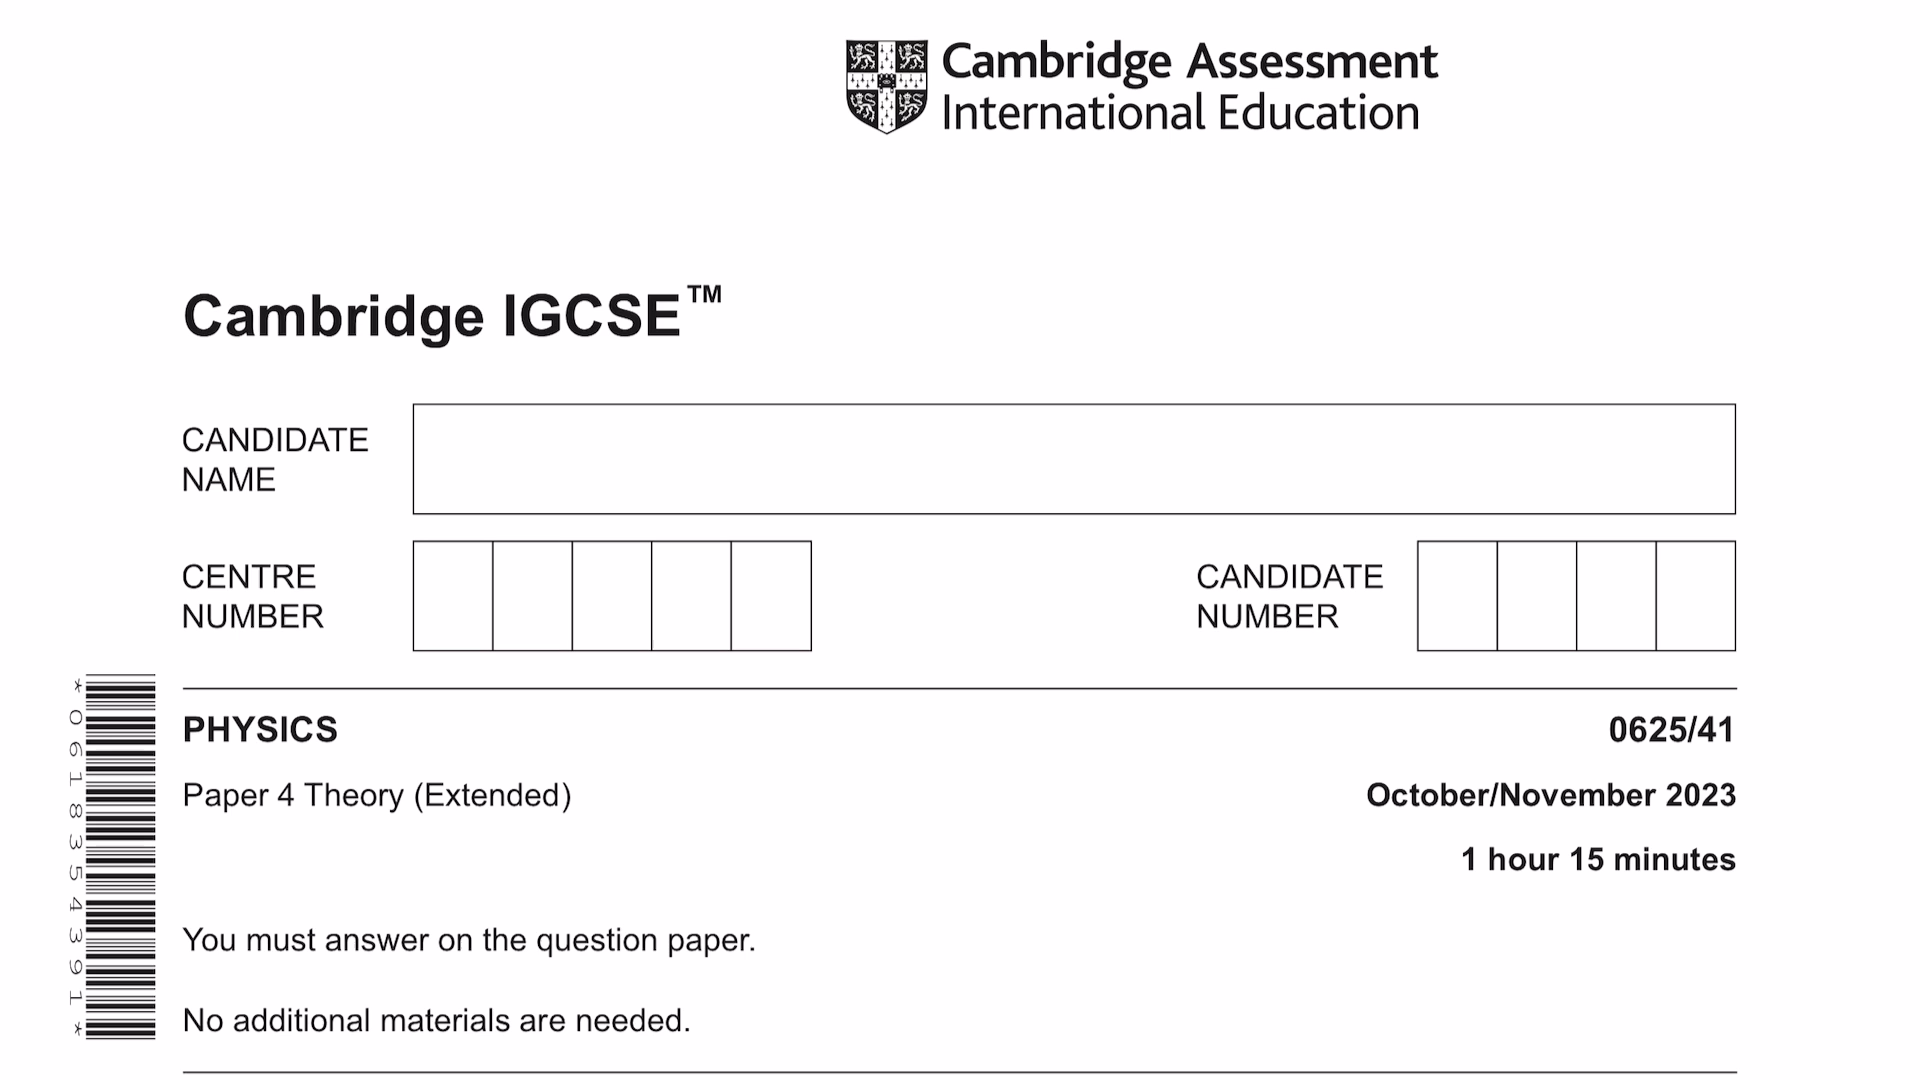 Cambridge Assessment
International Education
Cambridge IGCSE™
CANDIDATE
NAME
CENTRE
NUMBER
CANDIDATE
NUMBER
*0618354391*
PHYSICS 0625/41
Paper 4 Theory (Extended) October/November 2023
1 hour 15 minutes
You must answer on the question paper.
No additional materials are needed.